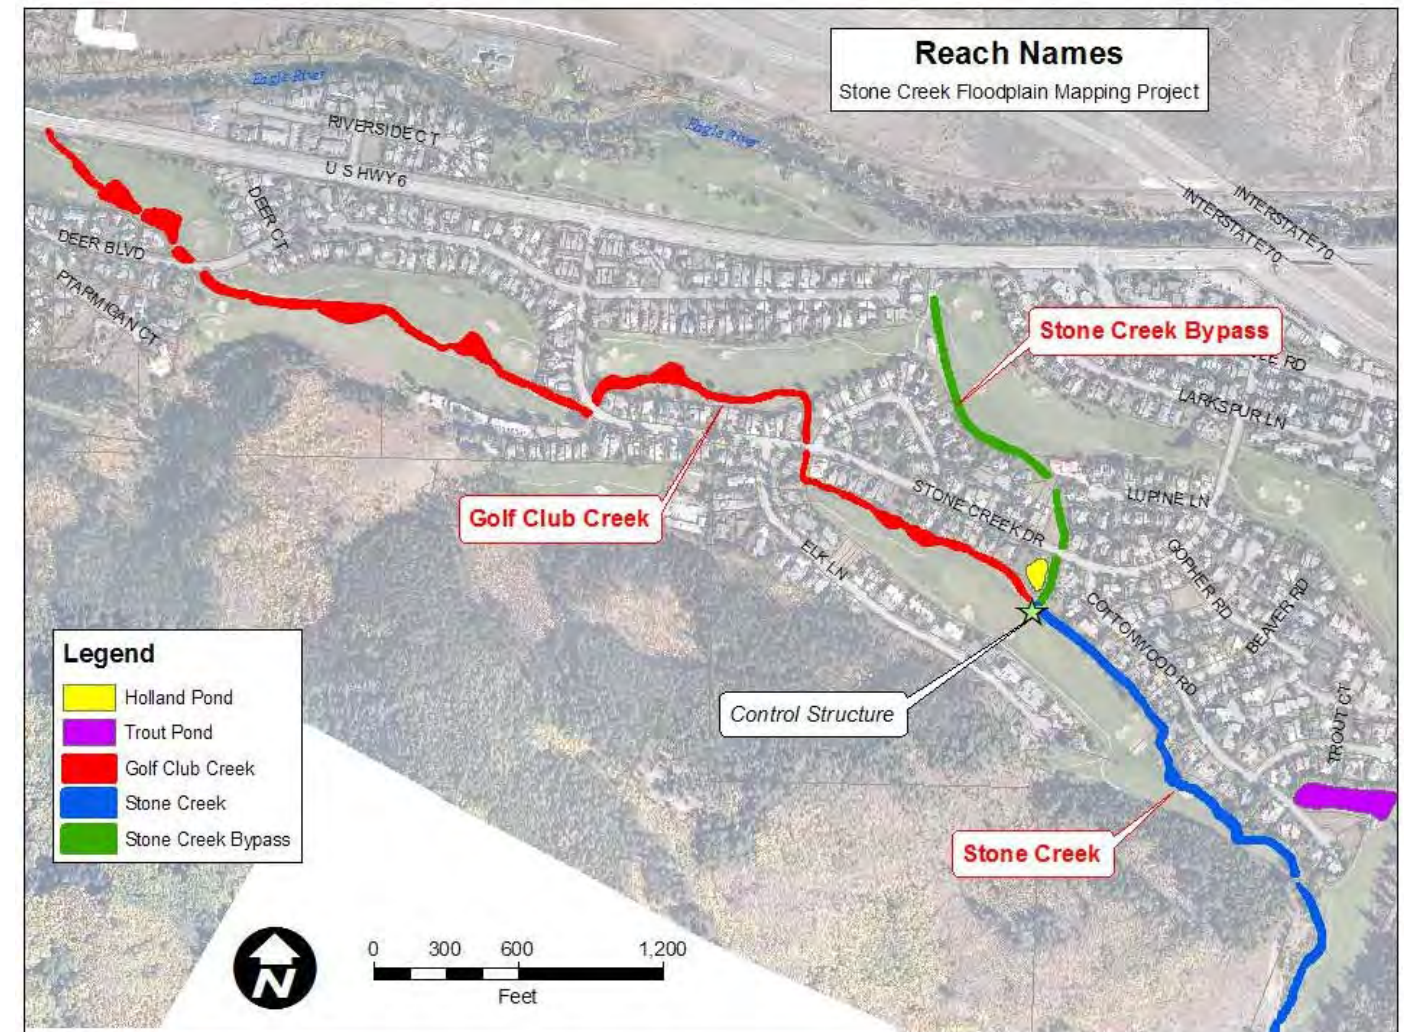 Reach Names
Stone Creek Floodplain Mapping Project
Eagle River
Eagle River
RIVERSIDE CT
U S HWY 6
INTERSTATE 70
INTERSTATE 70
DEER CT
DEER BLVD
PTARMIGAN CT
Stone Creek Bypass
RD
LARKSPUR LN
LUPINE LN
STONE CREEK DR
Golf Club Creek
ELK LN
GOPHER RD
BEAVER RD
COTTONWOOD RD
TROUT CT
Control Structure
Stone Creek
Legend
Holland Pond
Trout Pond
Golf Club Creek
Stone Creek
Stone Creek Bypass
N
0 300 600 1,200
Feet